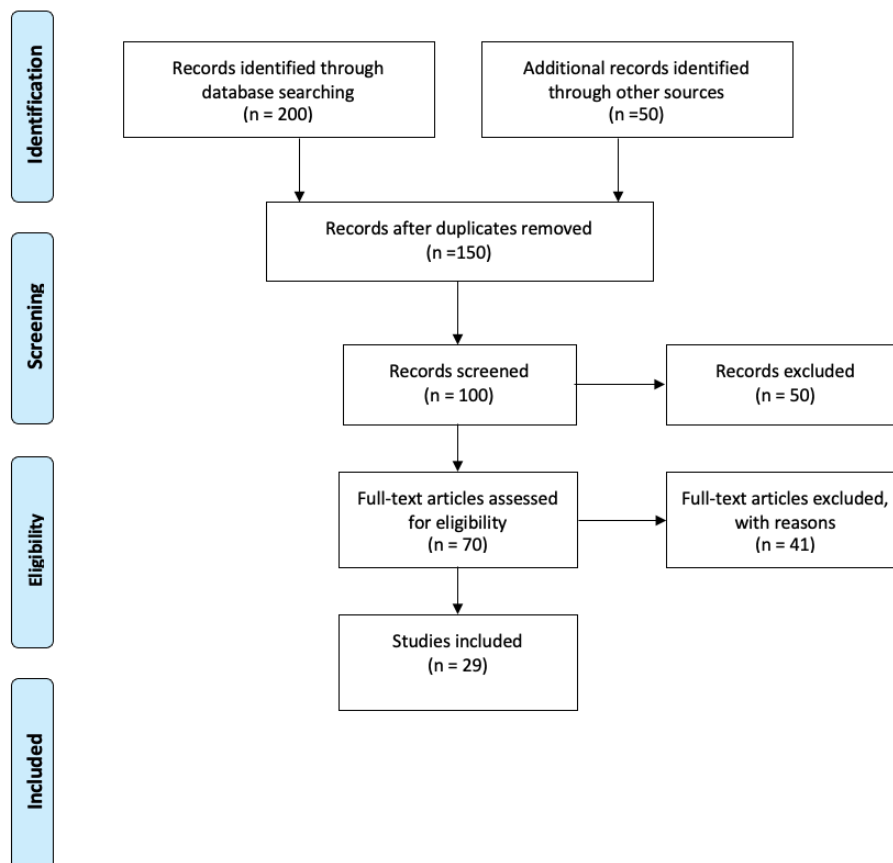 Identification
Records identified through
database searching
(n = 200)
Additional records identified
through other sources
(n =50)
Records after duplicates removed
(n =150)
Screening
Records screened
(n = 100)
Records excluded
(n = 50)
Eligibility
Full-text articles assessed
for eligibility
(n = 70)
Full-text articles excluded,
with reasons
(n = 41)
Studies included
(n = 29)
Included